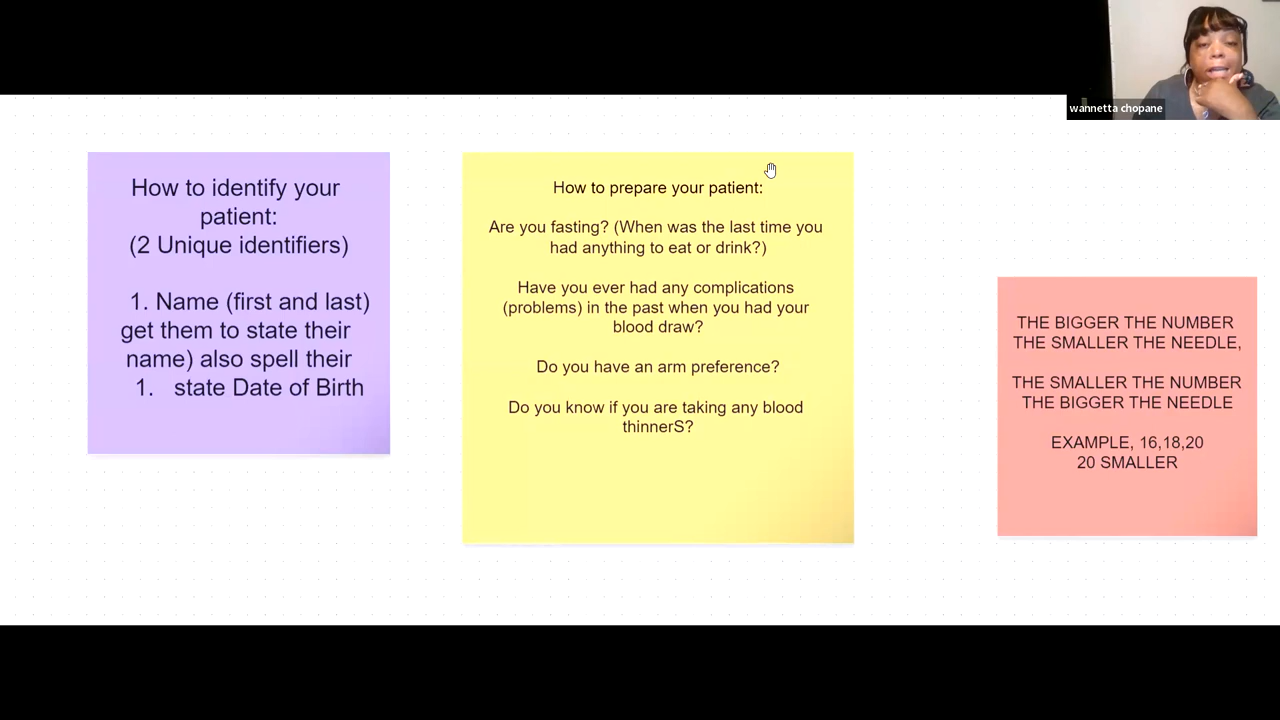 wannetta chopane
How to identify your
patient:
(2 Unique identifiers)
1. Name (first and last)
get them to state their
name) also spell their
1. state Date of Birth
How to prepare your patient:
Are you fasting? (When was the last time you
had anything to eat or drink?)
Have you ever had any complications
(problems) in the past when you had your
blood draw?
Do you have an arm preference?
Do you know if you are taking any blood
thinnerS?
THE BIGGER THE NUMBER
THE SMALLER THE NEEDLE,
THE SMALLER THE NUMBER
THE BIGGER THE NEEDLE
EXAMPLE, 16,18,20
20 SMALLER